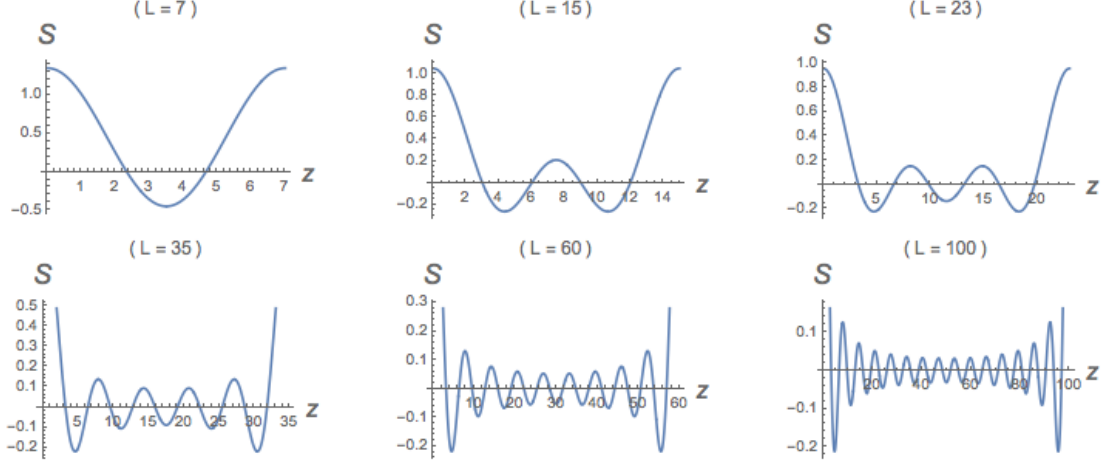 ( L = 7 )
S
1.0
0.5
-0.5
1 2 3 4 5 6 7
z
( L = 15 )
S
1.0
0.8
0.6
0.4
0.2
-0.2
2 4 6 8 10 12 14
z
( L = 23 )
S
1.0
0.8
0.6
0.4
0.2
-0.2
5 10 15 20
z
( L = 35 )
S
0.5
0.4
0.3
0.2
0.1
-0.1
-0.2
5 10 15 20 25 30 35
z
( L = 60 )
S
0.3
0.2
0.1
-0.1
-0.2
10 20 30 40 50 60
z
( L = 100 )
S
0.1
-0.1
-0.2
20 40 60 80 100
z